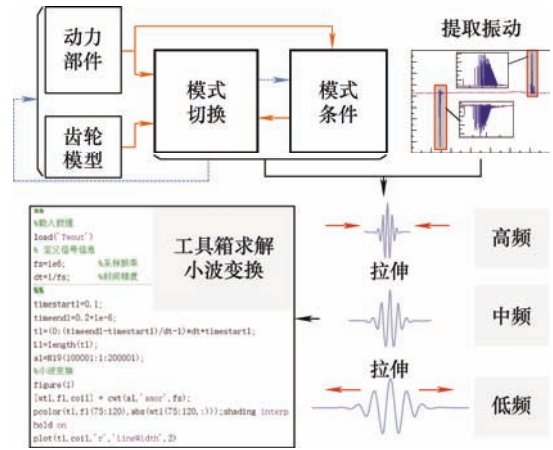 动力
部件
齿轮
模型
模式
切换
模式
条件
提取振动
%%
%载入数据
load('Twout')
% 定义信号信息
fs=1e6; %采样频率
dt=1/fs; %时间精度
%%
timestart1=0.1;
timeend1=0.2+1e-6;
t1=(0:(timeend1-timestart1)/dt-1)*dt+timestart1;
L1=length(t1);
a1=N19(100001:1:200001);
%小波变换
figure(1)
[wt1,f1,coi1] = cwt(a1,'amor',fs);
pcolor(t1,f1(75:120),abs(wt1(75:120,:)));shading interp
hold on
plot(t1,coi1,'r','LineWidth',2)
工具箱求解
小波变换
高频
拉伸
中频
拉伸
低频